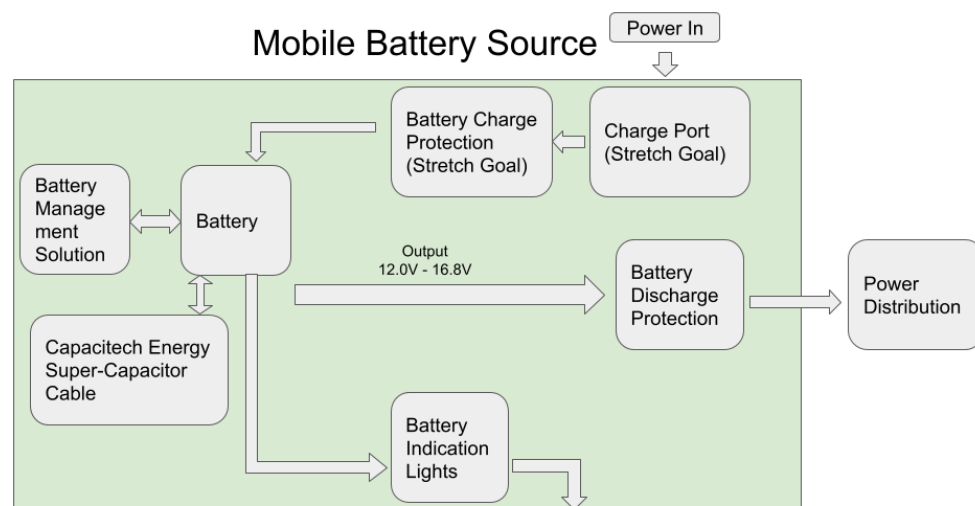 Mobile Battery Source
Power In
Battery Charge
Protection
(Stretch Goal)
Charge Port
(Stretch Goal)
Battery
Manage
ment
Solution
Battery
Output
12.0V - 16.8V
Battery
Discharge
Protection
Power
Distribution
Capacitech Energy
Super-Capacitor
Cable
Battery
Indication
Lights